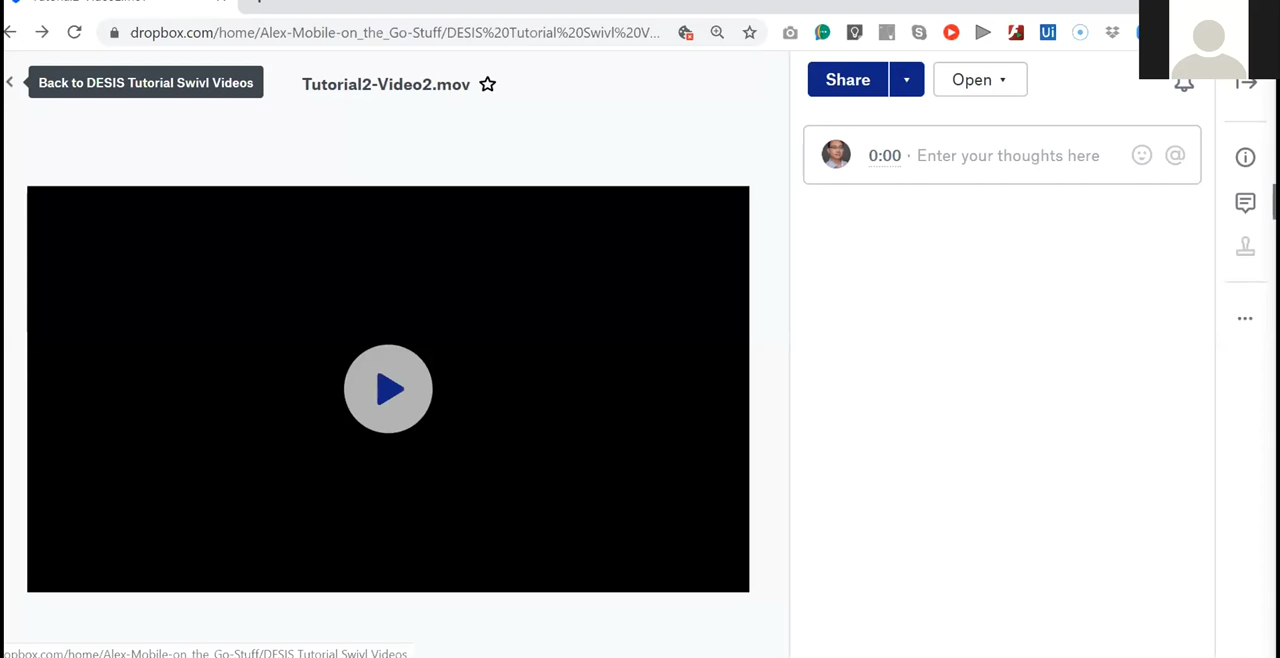 dropbox.com/home/Alex-Mobile-on_the_Go-Stuff/DESIS%20Tutorial%20Swivl%20V...
Ui
Back to DESIS Tutorial Swivl Videos
Tutorial2-Video2.mov
Share
Open
0:00 · Enter your thoughts here
opbox.com/home/Alex-Mobile-on_the_Go-Stuff/DESIS Tutorial Swivl Videos